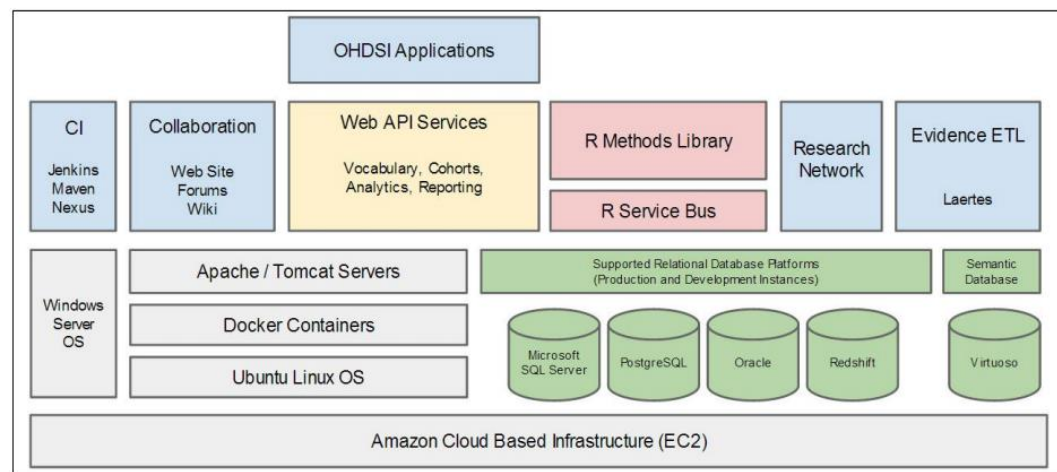 OHDSI Applications
CI
Jenkins
Maven
Nexus
Collaboration
Web Site
Forums
Wiki
Web API Services
Vocabulary, Cohorts,
Analytics, Reporting
R Methods Library
R Service Bus
Research
Network
Evidence ETL
Laertes
Windows
Server
OS
Apache / Tomcat Servers
Docker Containers
Ubuntu Linux OS
Supported Relational Database Platforms
(Production and Development Instances)
Semantic
Database
Microsoft
SQL Server
PostgreSQL
Oracle
Redshift
Virtuoso
Amazon Cloud Based Infrastructure (EC2)